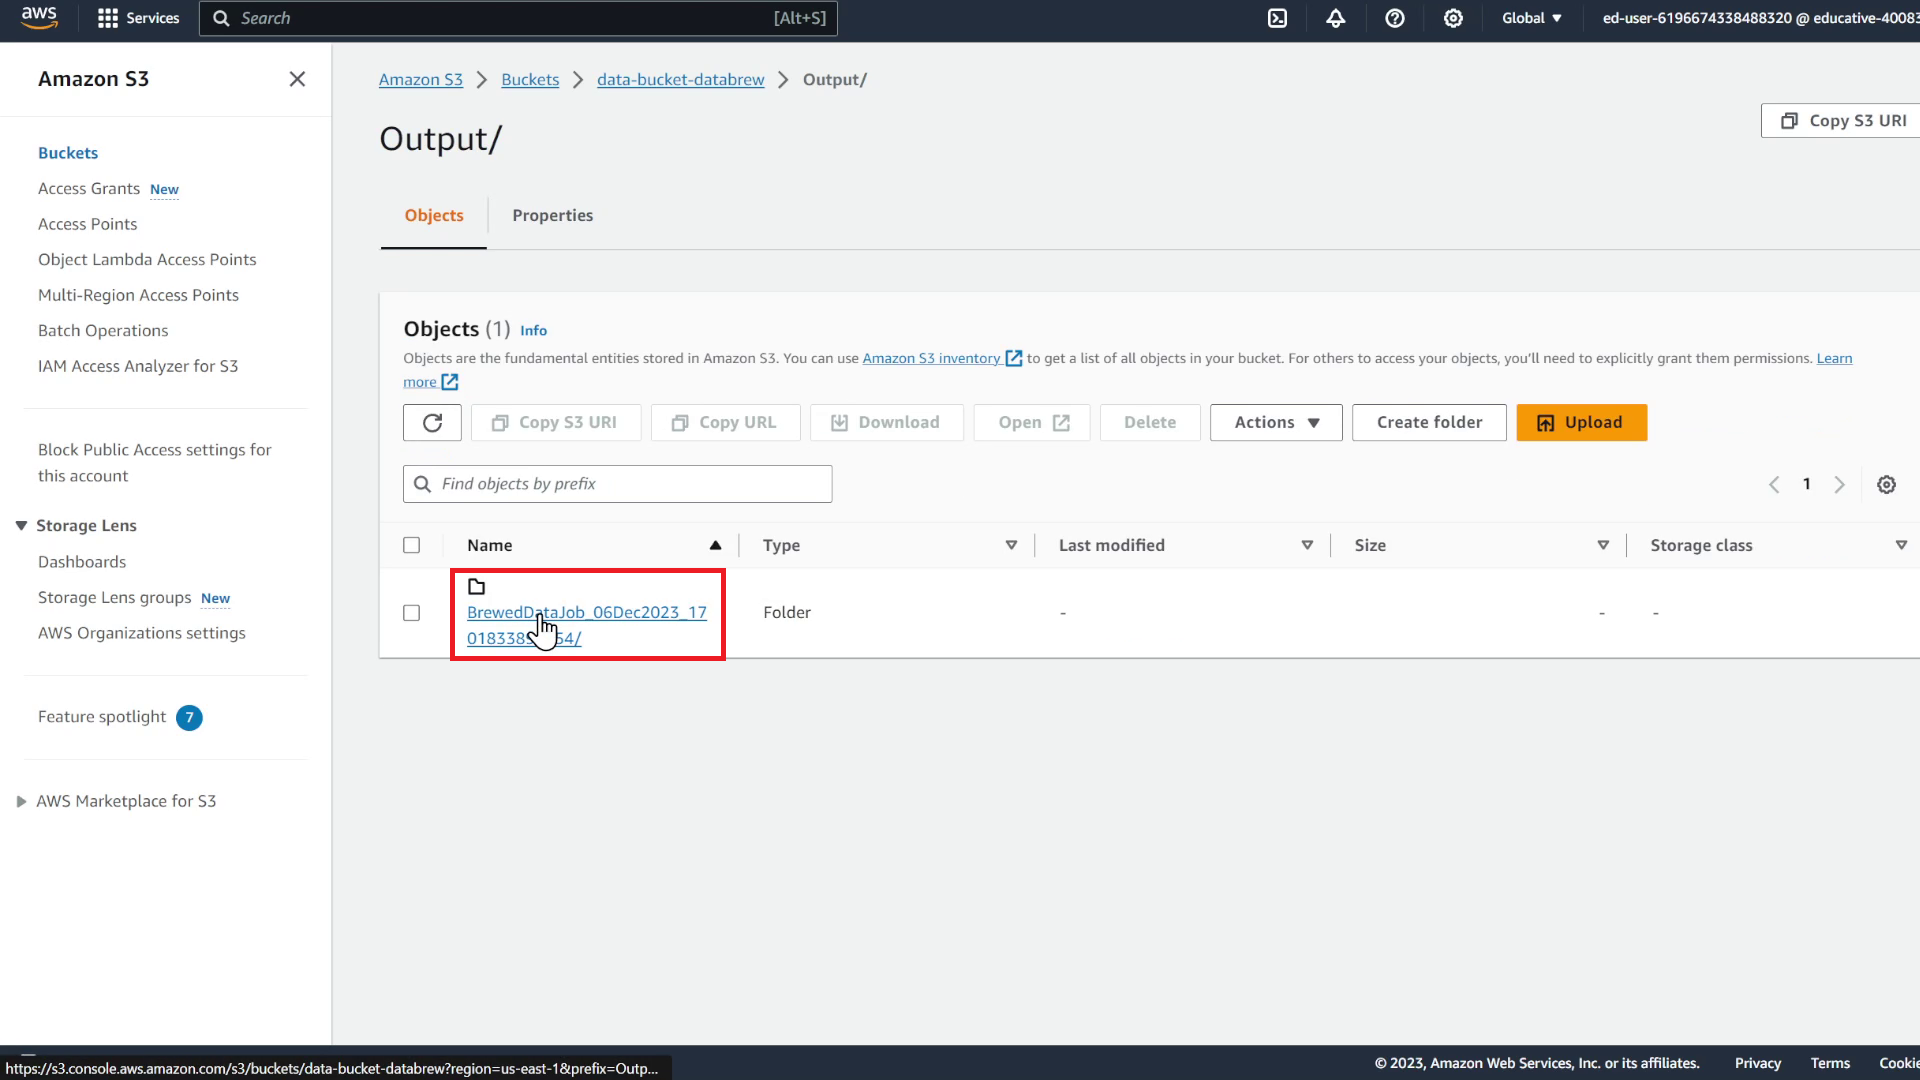 aws
Services
Search
[Alt+S]
Global
ed-user-6196674338488320 @ educative-40083
Amazon S3
Buckets
Access Grants New
Access Points
Object Lambda Access Points
Multi-Region Access Points
Batch Operations
IAM Access Analyzer for S3
Block Public Access settings for
this account
Storage Lens
Dashboards
Storage Lens groups New
AWS Organizations settings
Feature spotlight 7
AWS Marketplace for S3
Amazon S3 > Buckets > data-bucket-databrew > Output/
Output/
Copy S3 URI
Objects
Properties
Objects (1) Info
Objects are the fundamental entities stored in Amazon S3. You can use Amazon S3 inventory to get a list of all objects in your bucket. For others to access your objects, you'll need to explicitly grant them permissions. Learn
more
Copy S3 URI
Copy URL
Download
Open
Delete
Actions
Create folder
Upload
Find objects by prefix
1
Name
Type
Last modified
Size
Storage class
BrewedDataJob_06Dec2023_17
Folder
-
-
-
https://s3.console.aws.amazon.com/s3/buckets/data-bucket-databrew?region=us-east-1&prefix=Outp...
© 2023, Amazon Web Services, Inc. or its affiliates.
Privacy
Terms
Cookie